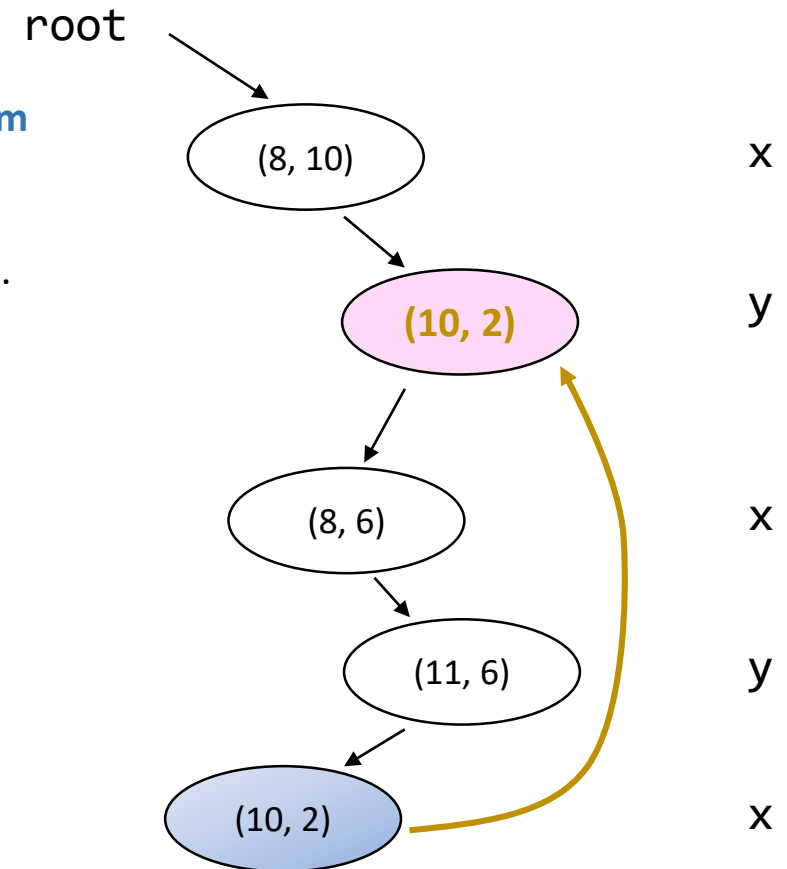 root
m
(8, 10)
x
.
(10, 2)
y
(8, 6)
x
(11, 6)
y
(10, 2)
x